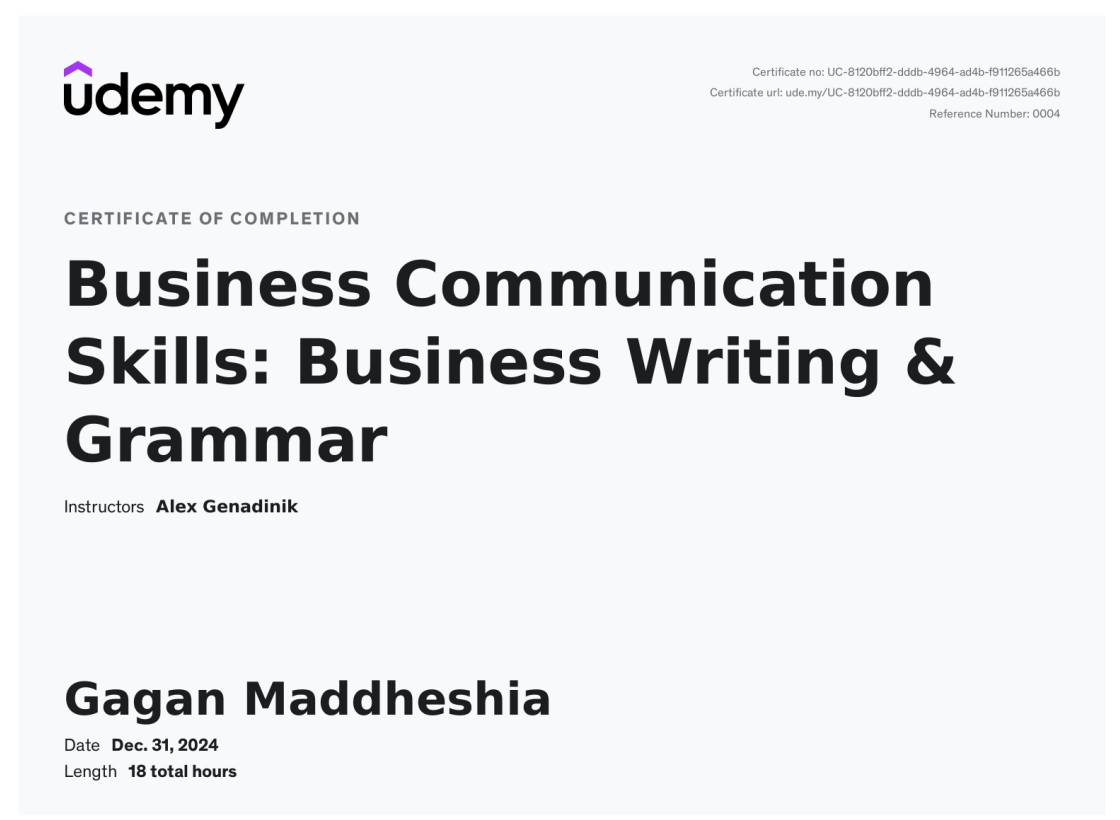 udemy
Certificate no: UC-8120bff2-dddb-4964-ad4b-f911265a466b
Certificate url: ude.my/UC-8120bff2-dddb-4964-ad4b-f911265a466b
Reference Number: 0004
CERTIFICATE OF COMPLETION
Business Communication
Skills: Business Writing &
Grammar
Instructors Alex Genadinik
Gagan Maddheshia
Date Dec. 31, 2024
Length 18 total hours